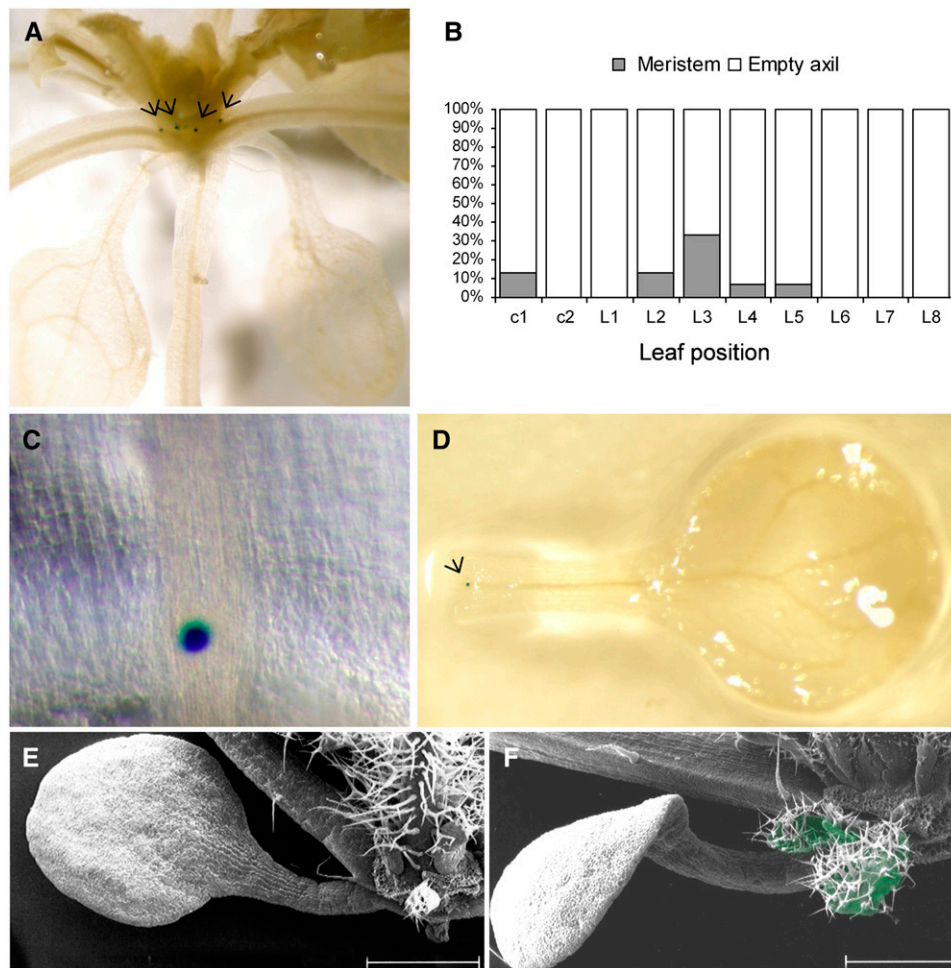 A
B
Meristem Empty axil
100%
90%
80%
70%
60%
50%
40%
30%
20%
10%
0%
c1 c2 L1 L2 L3 L4 L5 L6 L7 L8
Leaf position
C
D
E
F